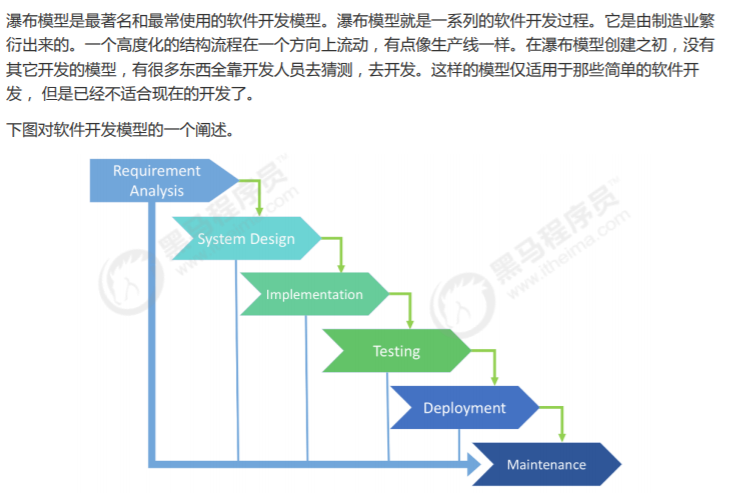 瀑布模型是最著名和最常使用的软件开发模型。瀑布模型就是一系列的软件开发过程。它是由制造业繁
衍出来的。一个高度化的结构流程在一个方向上流动，有点像生产线一样。在瀑布模型创建之初，没有
其它开发的模型，有很多东西全靠开发人员去猜测，去开发。这样的模型仅适用于那些简单的软件开
发， 但是已经不适合现在的开发了。
下图对软件开发模型的一个阐述。
Requirement
Analysis
System Design
Implementation
Testing
Deployment
Maintenance
黑马程序员™
www.itheima.com
黑马程序员™
www.itheima.com